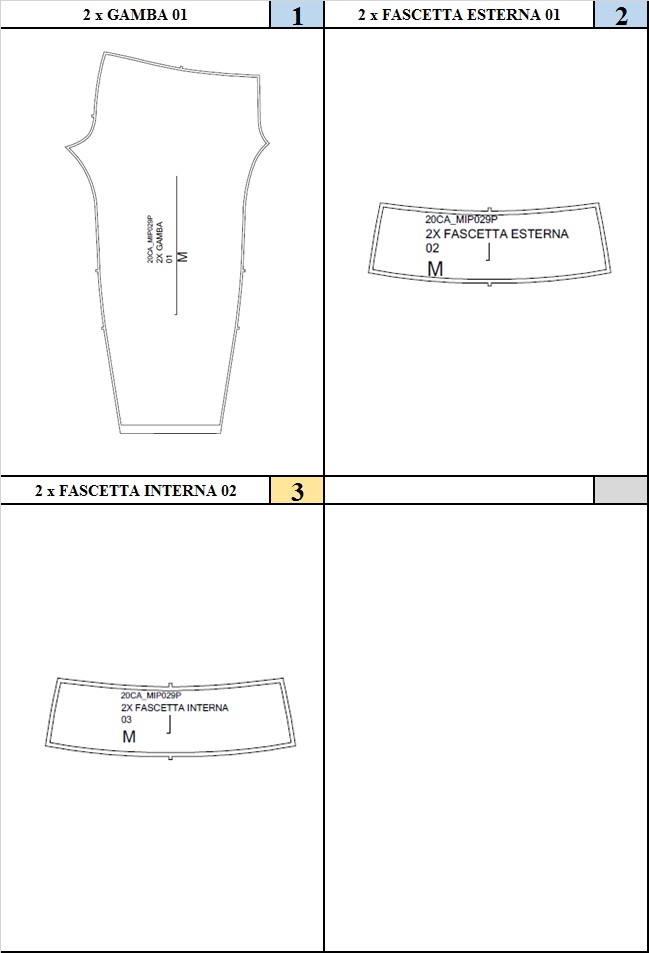 2 x GAMBA 01
1
2 x FASCETTA ESTERNA 01
2
20CA_MIP029P
2X GAMBA
01
M
20CA_MIP029P
2X FASCETTA ESTERNA
02
M
2 x FASCETTA INTERNA 02
3
20CA_MIP029P
2X FASCETTA INTERNA
03
M